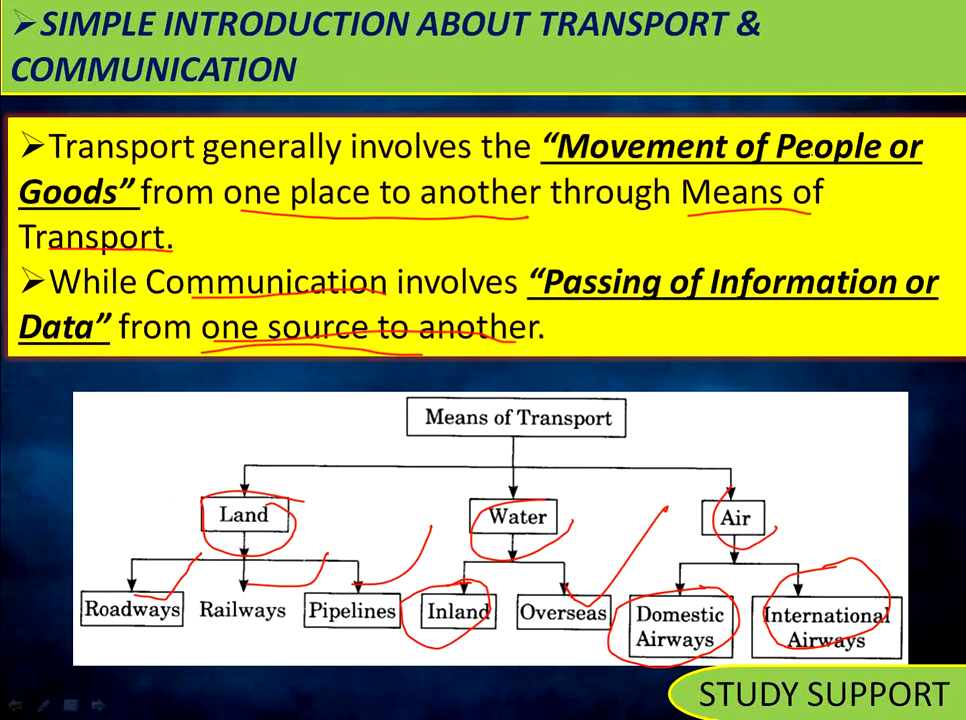 ➢SIMPLE INTRODUCTION ABOUT TRANSPORT &
COMMUNICATION
➢Transport generally involves the “Movement of People or
Goods” from one place to another through Means of
Transport.
➢While Communication involves “Passing of Information or
Data” from one source to another.
Means of Transport
Land Water Air
Roadways Railways Pipelines Inland Overseas Domestic Airways International Airways
STUDY SUPPORT